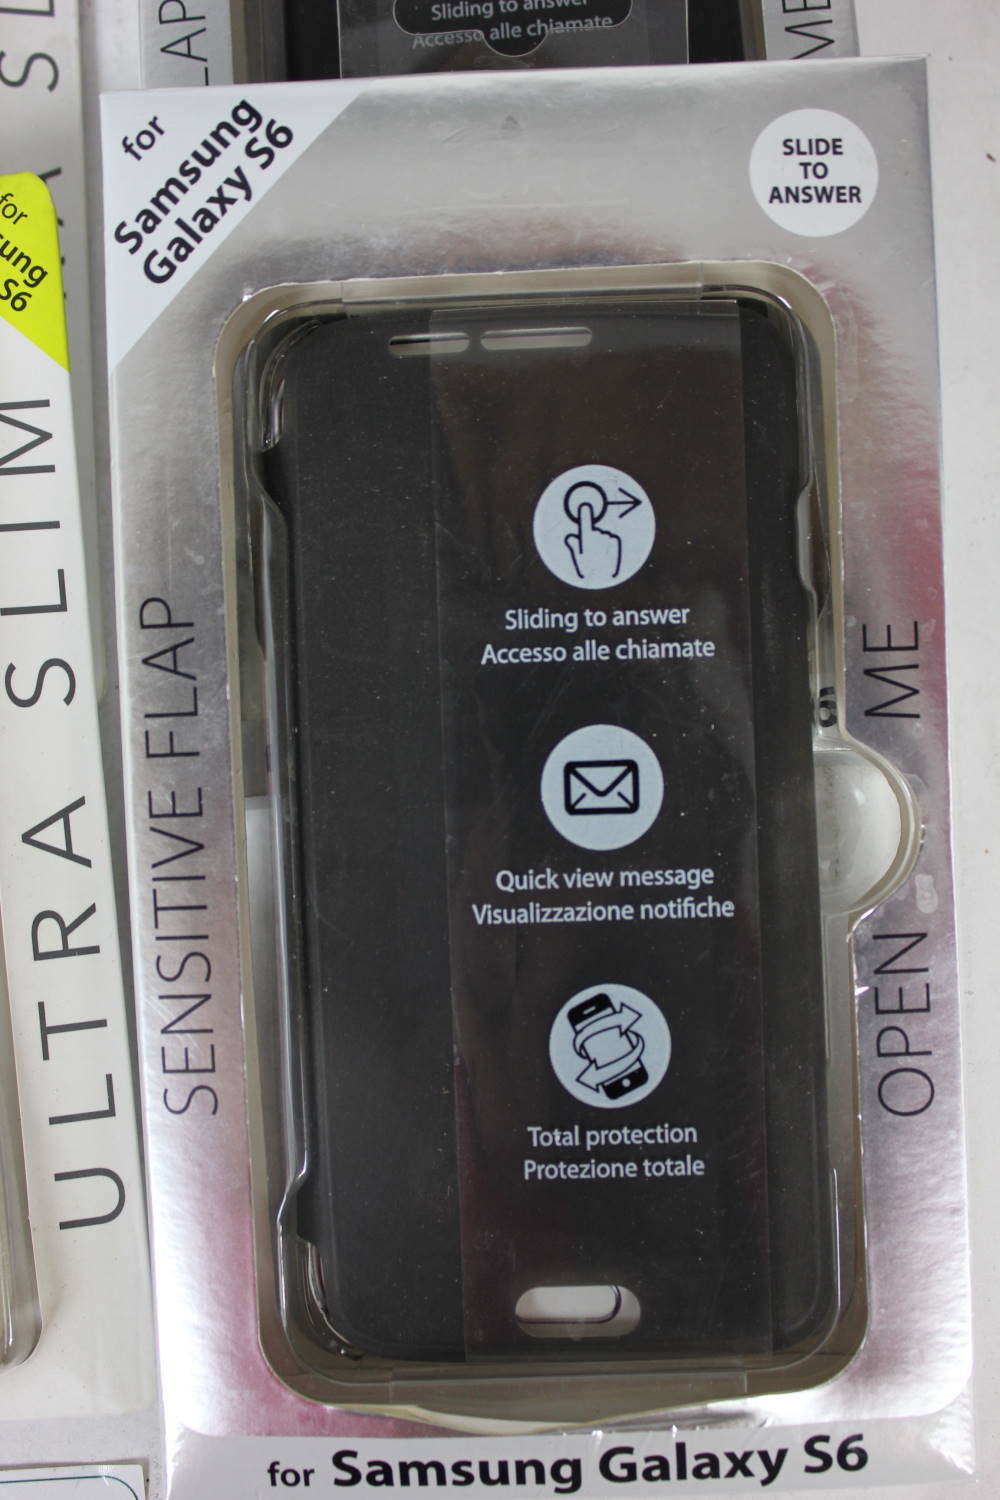 Sliding to answer
Accesso alle chiamate
LAP
ME
for
Samsung
Galaxy S6
SLIDE
TO
ANSWER
for
sung
S6
ULTRA SLIM
SENSITIVE FLAP
OPEN ME
Sliding to answer
Accesso alle chiamate
Quick view message
Visualizzazione notifiche
Total protection
Protezione totale
for Samsung Galaxy S6